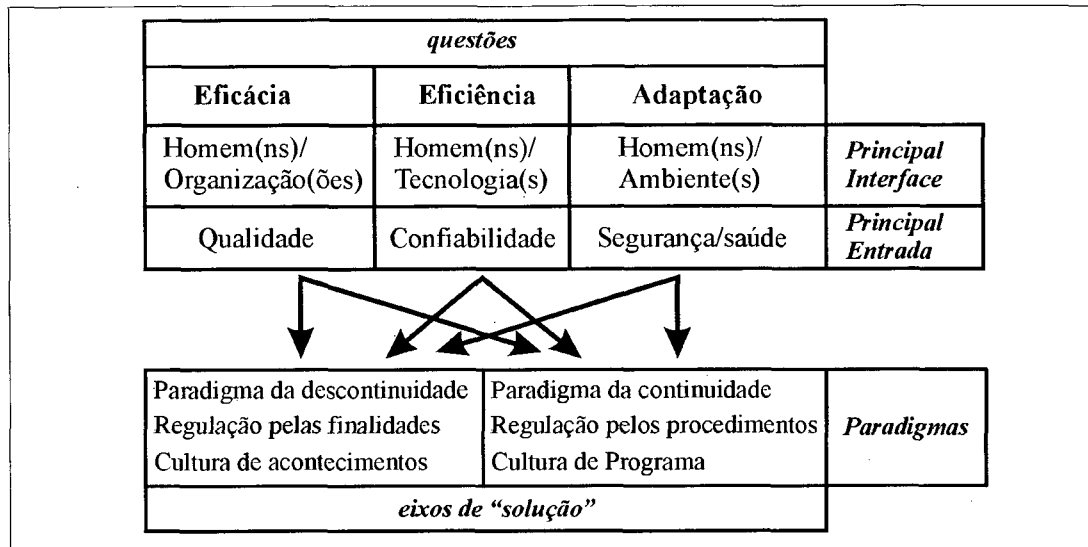 questões
Eficácia Eficiência Adaptação
Homem(ns)/ Homem(ns)/ Homem(ns)/ Principal
Organização(ões) Tecnologia(s) Ambiente(s) Interface
Qualidade Confiabilidade Segurança/saúde Principal
Entrada
Paradigma da descontinuidade Paradigma da continuidade
Regulação pelas finalidades Regulação pelos procedimentos Paradigmas
Cultura de acontecimentos Cultura de Programa
eixos de “solução”